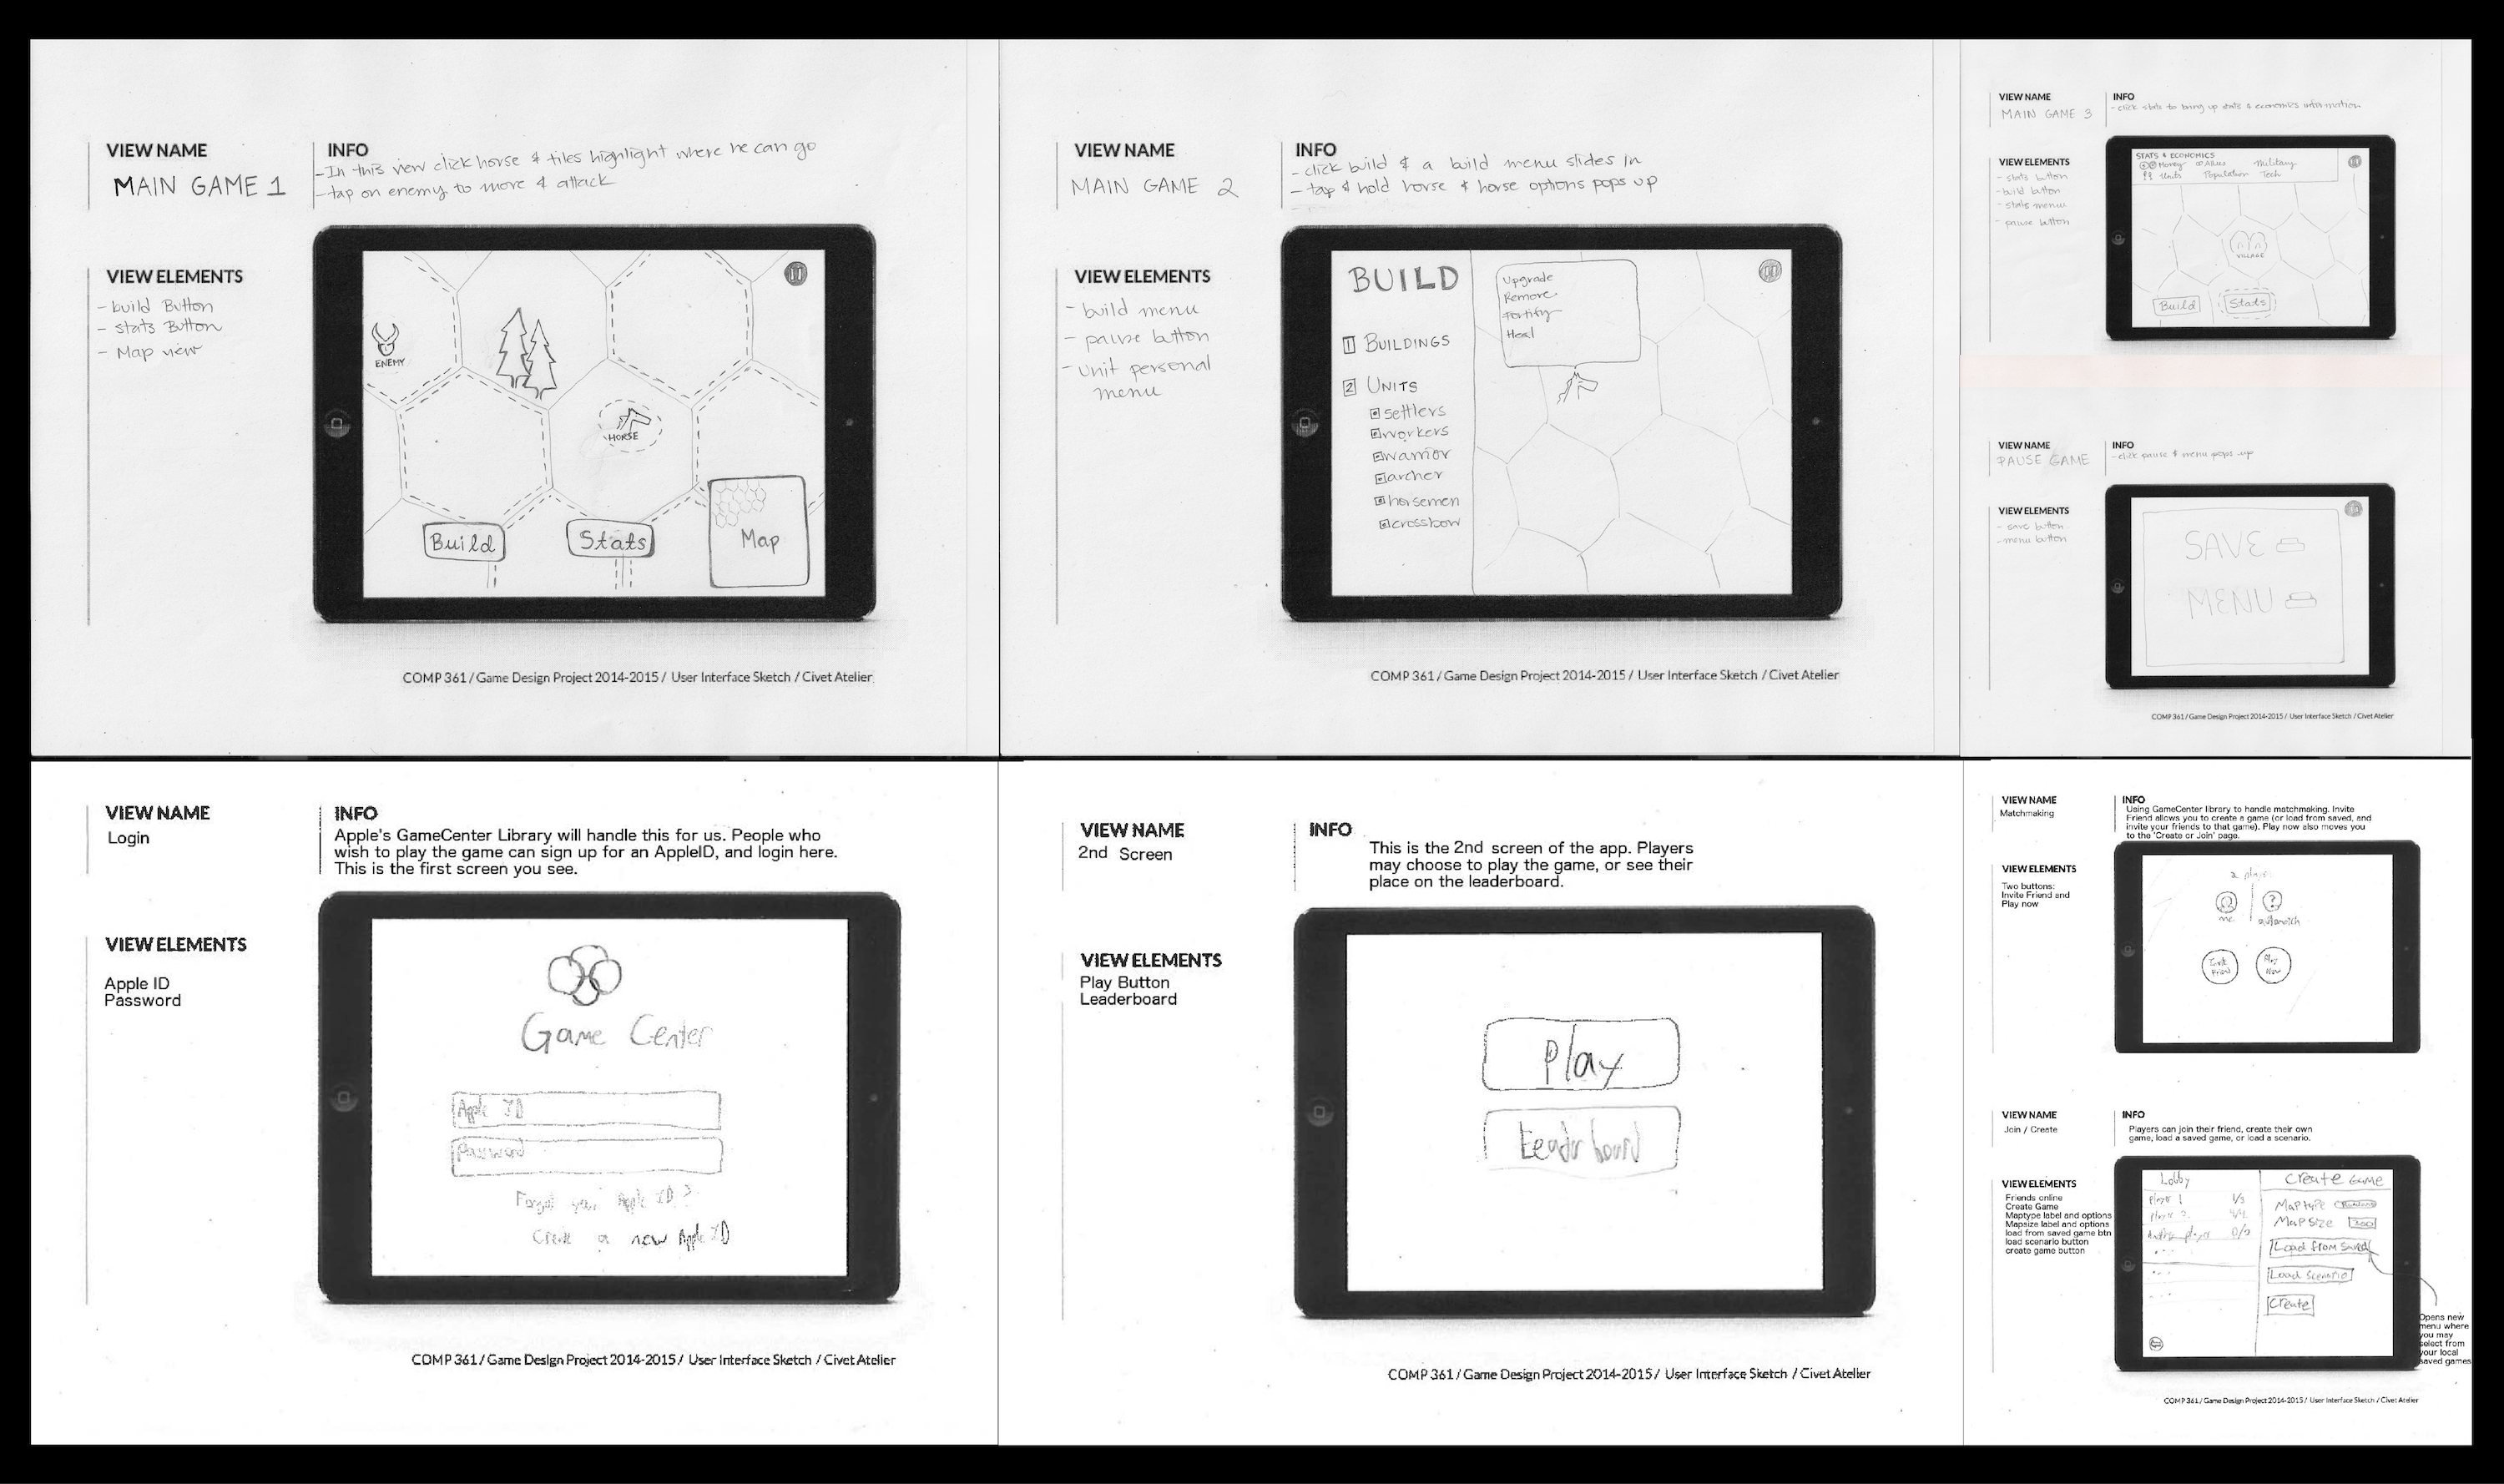 VIEW NAME
MAIN GAME 1
INFO
-In this view click horse & tiles highlight where he can go
-tap on enemy to move & attack
VIEW ELEMENTS
- build Button
- stats Button
- Map view
ENEMY
HORSE
Build
Stats
Map
COMP 361 / Game Design Project 2014-2015 / User Interface Sketch / Civet Atelier
VIEW NAME
MAIN GAME 2
INFO
- click build & a build menu slides in
- tap & hold horse & horse options pops up
VIEW ELEMENTS
- build menu
- pause button
- unit personal
menu
BUILD
1 BUILDINGS
2 UNITS
settlers
workers
warrior
archer
horsemen
crossbow
Upgrade
Remove
Fortify
Heal
COMP 361 / Game Design Project 2014-2015 / User Interface Sketch / Civet Atelier
VIEW NAME
MAIN GAME 3
INFO
-click stats to bring up stats & economics information
VIEW ELEMENTS
- stats button
- build button
- stats menu
- pause button
STATS & ECONOMICS
Money Allies Military
Units Population Tech
VILLAGE
Build
Stats
VIEW NAME
PAUSE GAME
INFO
-click pause & menu pops up
VIEW ELEMENTS
- save button
- menu button
SAVE
MENU
COMP 361 / Game Design Project 2014-2015 / User Interface Sketch / Civet Atelier
VIEW NAME
Login
INFO
Apple's GameCenter Library will handle this for us. People who
wish to play the game can sign up for an AppleID, and login here.
This is the first screen you see.
VIEW ELEMENTS
Apple ID
Password
Game Center
Apple ID
Password
Forgot your Apple ID?
Create a new Apple ID
COMP 361 / Game Design Project 2014-2015 / User Interface Sketch / Civet Atelier
VIEW NAME
2nd Screen
INFO
This is the 2nd screen of the app. Players
may choose to play the game, or see their
place on the leaderboard.
VIEW ELEMENTS
Play Button
Leaderboard
Play
Leaderboard
COMP 361 / Game Design Project 2014-2015 / User Interface Sketch / Civet Atelier
VIEW NAME
Matchmaking
INFO
Using GameCenter library to handle matchmaking. Invite
Friend allows you to create a game (or load from saved, and
invite your friends to that game). Play now also moves you
to the 'Create or Join' page.
VIEW ELEMENTS
Two buttons:
Invite Friend and
Play now
2 player
?
me
automatch
Invite
Friend
Play
Now
VIEW NAME
Join / Create
INFO
Players can join their friend, create their own
game, load a saved game, or load a scenario.
VIEW ELEMENTS
Friends online
Create Game
Maptype label and options
Mapsize label and options
load from saved game btn
load scenario button
create game button
Lobby
Player 1
Player 2
Another player
Create Game
Maptype
Mapsize
Load from saved
Load Scenario
Create
Opens new
menu where
you may
select from
your local
saved games
COMP 361 / Game Design Project 2014-2015 / User Interface Sketch / Civet Atelier